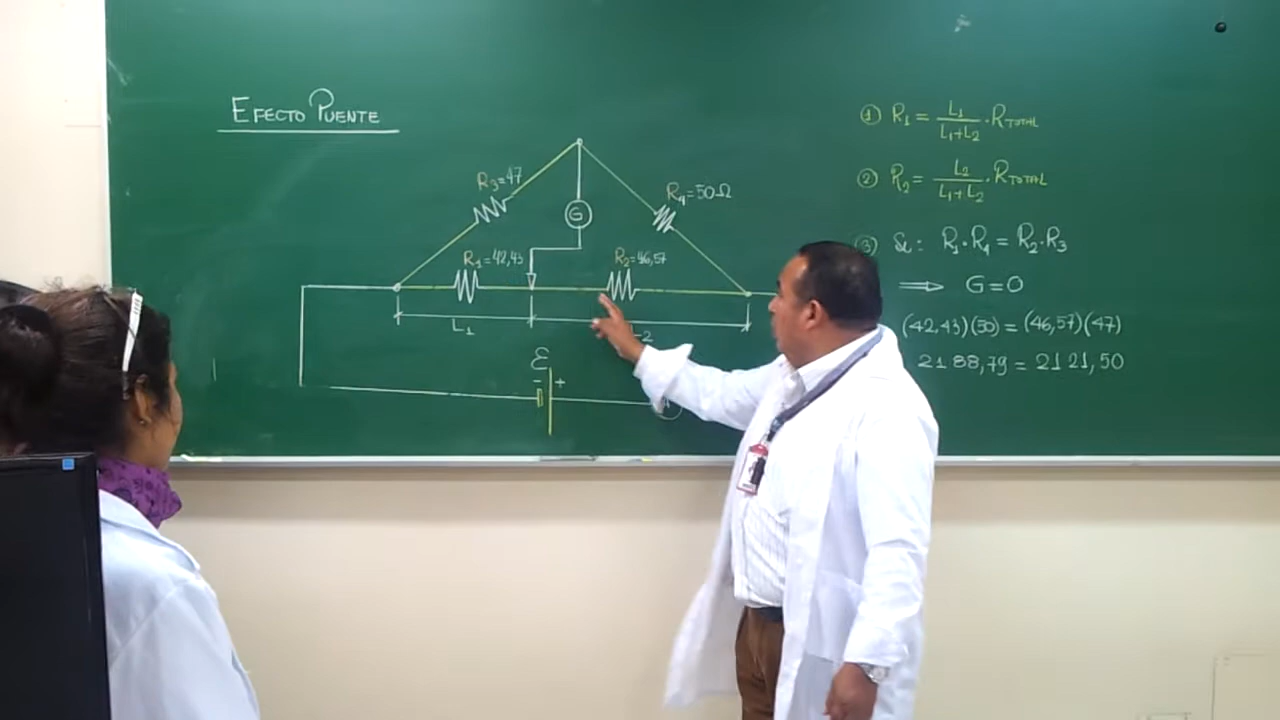 EFECTO PUENTE
R3=47
G
R4=50Ω
R1=42,43
R2=46,57
L1
ε
- +
① R1 = L1/L1+L2 · RTOTAL
② R2 = L2/L1+L2 · RTOTAL
③ Si: R1·R4 = R2·R3
⟹ G=0
(42,43)(50) = (46,57)(47)
2188,79 = 2121,50